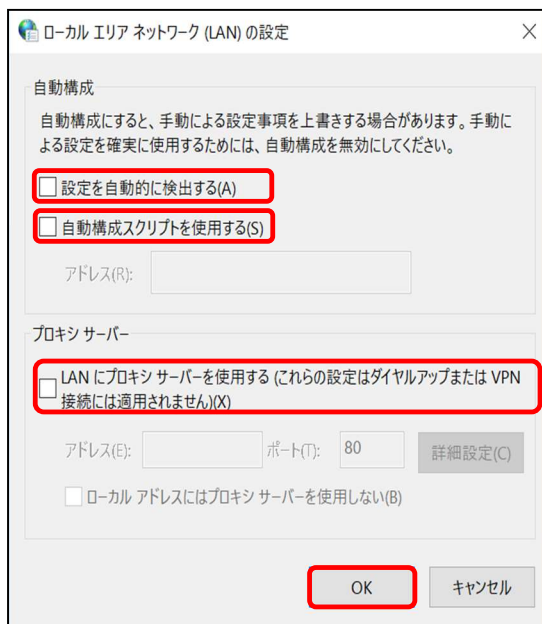 ローカル エリア ネットワーク (LAN) の設定
自動構成
自動構成にすると、手動による設定事項を上書きする場合があります。手動に
よる設定を確実に使用するためには、自動構成を無効にしてください。
設定を自動的に検出する(A)
自動構成スクリプトを使用する(S)
アドレス(R):
プロキシ サーバー
LAN にプロキシ サーバーを使用する (これらの設定はダイヤルアップまたは VPN
接続には適用されません)(X)
アドレス(E): ポート(T): 80 詳細設定(C)
ローカル アドレスにはプロキシ サーバーを使用しない(B)
OK キャンセル